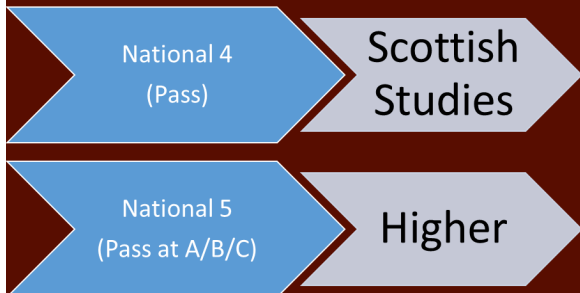 National 4
(Pass)
Scottish
Studies
National 5
(Pass at A/B/C)
Higher